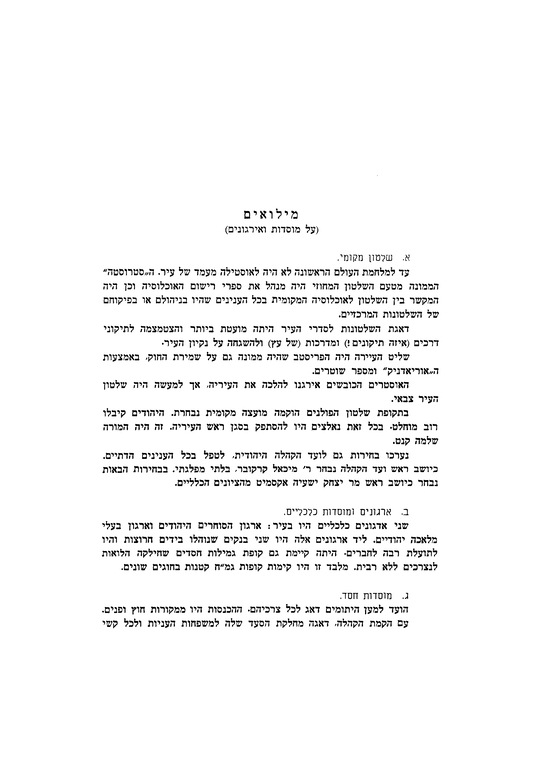 מילואים
(על מוסדות ואירגונים)
א. שלטון מקומי.
עד למלחמת העולם הראשונה לא היה לאוסטילה מעמד של עיר. ה„סטרוסטה"
הממונה מטעם השלטון המחוזי היה מנהל את ספרי רישום האוכלוסיה וכן היה
המקשר בין השלטון לאוכלוסיה המקומית בכל הענינים שהיו בניהולם או בפיקוחם
של השלטונות המרכזיים.
דאגת השלטונות לסדרי העיר היתה מועטת ביותר והצטמצמה לתיקוני
דרכים (איזה תיקונים!) ומדרכות (של עץ) ולהשגחה על נקיון העיר.
שליט העיירה היה הפריסטב שהיה ממונה גם על שמירת החוק, באמצעות
ה„אוריאדניק" ומספר שוטרים.
האוסטרים הכובשים אירגנו להלכה את העיריה, אך למעשה היה שלטון
העיר צבאי.
בתקופת שלטון הפולנים הוקמה מועצה מקומית נבחרת. היהודים קיבלו
רוב מוחלט. בכל זאת נאלצים היו להסתפק בסגן ראש העיריה. זה היה המורה
שלמה קנט.
נערכו בחירות גם לועד הקהלה היהודית, לטפל בכל הענינים הדתיים.
כיושב ראש ועד הקהלה נבחר ר' מיכאל קרקובר, בלתי מפלגתי. בבחירות הבאות
נבחר כיושב ראש מר יצחק ישעיה אקסמיט מהציונים הכלליים.
ב. ארגונים ומוסדות כלכליים.
שני אדגונים כלכליים היו בעיר: ארגון הסוחרים היהודים וארגון בעלי
מלאכה יהודיים. ליד ארגונים אלה היו שני בנקים שנוהלו בידים חרוצות והיו
לתועלת רבה לחברים. היתה קיימת גם קופת גמילות חסדים שחילקה הלואות
לנצרכים ללא רבית. מלבד זו היו קימות קופות גמ"ח קטנות בחוגים שונים.
ג. מוסדות חסד.
הועד למען היתומים דאג לכל צרכיהם. ההכנסות היו ממקורות חוץ ופנים.
עם הקמת הקהלה, דאגה מחלקת הסעד שלה למשפחות העניות ולכל קשי